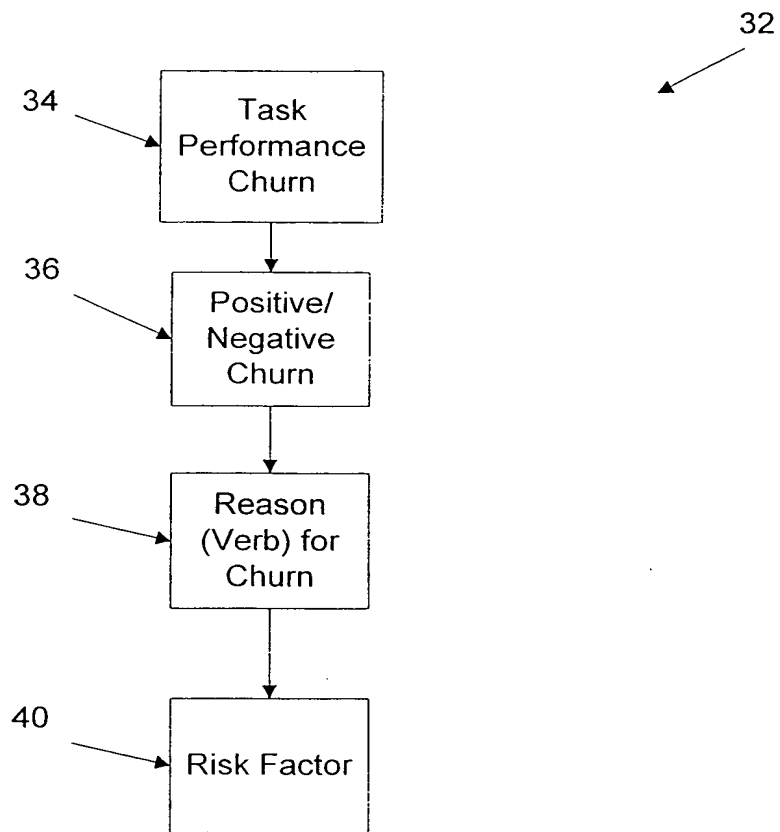 32
34
Task
Performance
Churn
36
Positive/
Negative
Churn
38
Reason
(Verb) for
Churn
40
Risk Factor